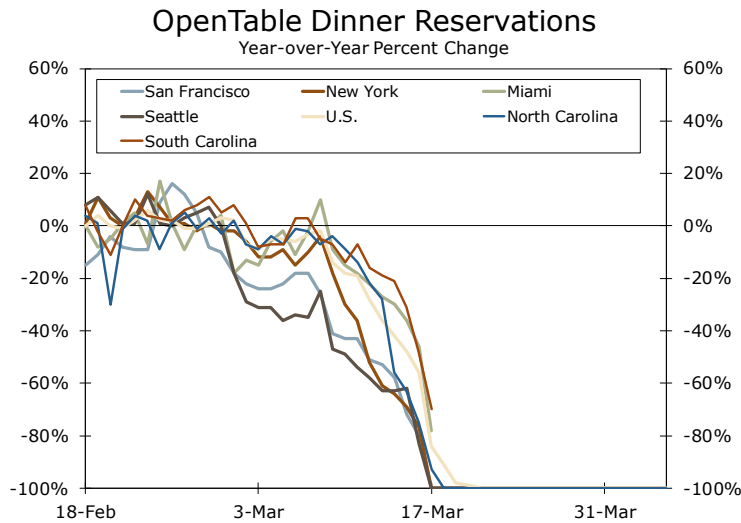 OpenTable Dinner Reservations
Year-over-Year Percent Change
60% 60%
San Francisco New York Miami
40% 40%
Seattle U.S. North Carolina
South Carolina
20% 20%
0% 0%
-20% -20%
-40% -40%
-60% -60%
-80% -80%
-100% -100%
18-Feb 3-Mar 17-Mar 31-Mar